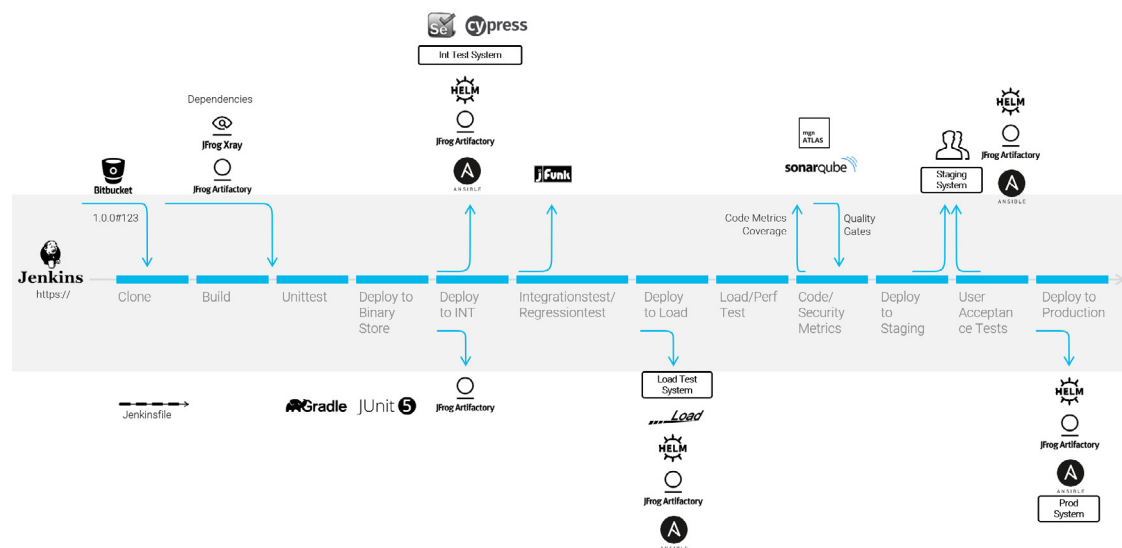 Se cypress
Int Test System
HELM
JFrog Artifactory
ANSIBLE
Dependencies
JFrog Xray
JFrog Artifactory
Bitbucket
jFunk
mgn
ATLAS
sonarqube
Staging
System
HELM
JFrog Artifactory
ANSIBLE
1.0.0#123
Code Metrics
Coverage
Quality
Gates
Jenkins
https://
Clone
Build
Unittest
Deploy to
Binary
Store
Deploy
to INT
Integrationstest/
Regressiontest
Deploy
to Load
Load/Perf
Test
Code/
Security
Metrics
Deploy
to
Staging
User
Acceptan
ce Tests
Deploy to
Production
Jenkinsfile
Gradle
JUnit 5
JFrog Artifactory
Load Test
System
Load
HELM
JFrog Artifactory
ANSIBLE
HELM
JFrog Artifactory
ANSIBLE
Prod
System